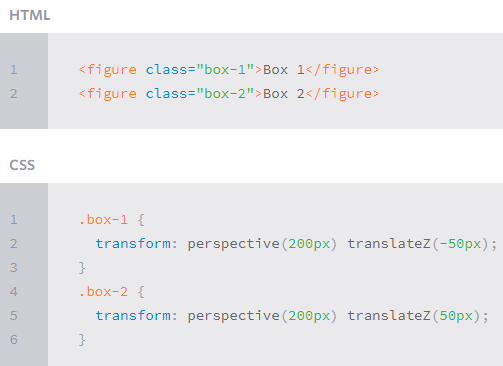 HTML
1 <figure class="box-1">Box 1</figure>
2 <figure class="box-2">Box 2</figure>
CSS
1 .box-1 {
2   transform: perspective(200px) translateZ(-50px);
3 }
4 .box-2 {
5   transform: perspective(200px) translateZ(50px);
6 }